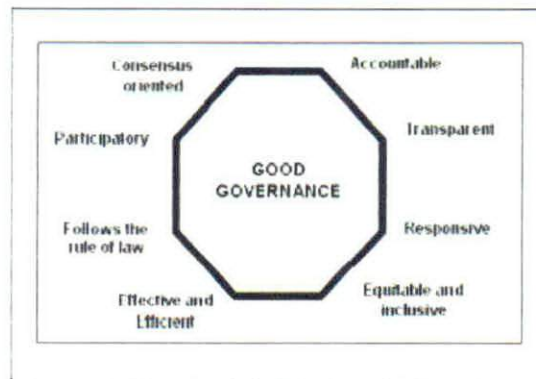 Consensus
oriented
Accountable
Participatory
Transparent
GOOD
GOVERNANCE
Follows the
rule of law
Responsive
Effective and
Efficient
Equitable and
inclusive